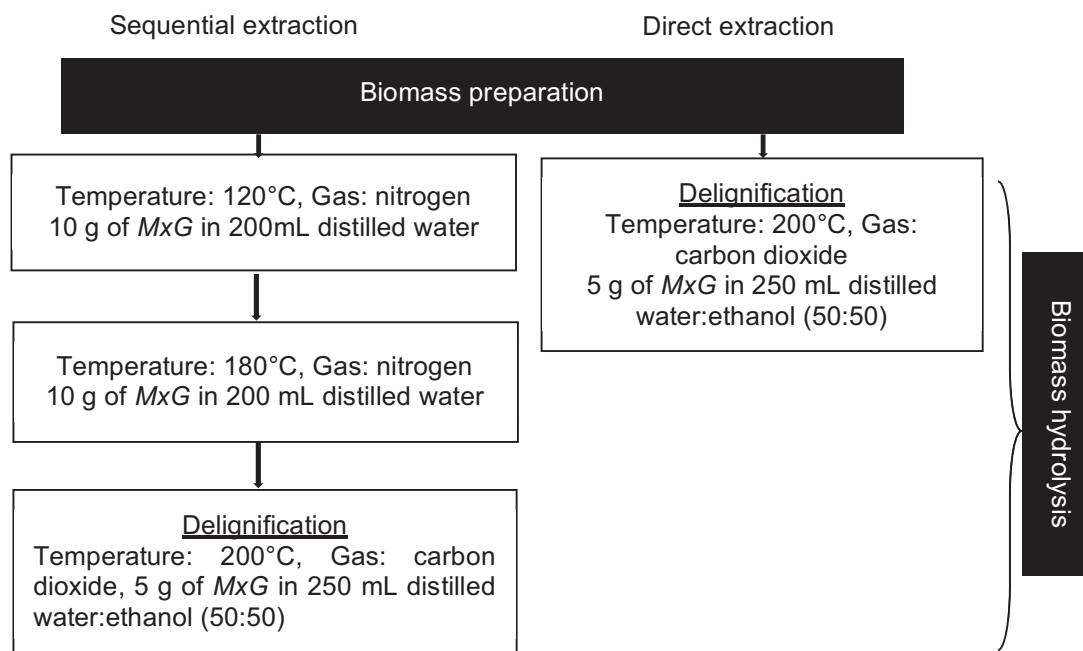 Sequential extraction
Direct extraction
Biomass preparation
Temperature: 120°C, Gas: nitrogen
10 g of MxG in 200mL distilled water
Temperature: 180°C, Gas: nitrogen
10 g of MxG in 200 mL distilled water
Delignification
Temperature: 200°C, Gas: carbon
dioxide, 5 g of MxG in 250 mL distilled
water:ethanol (50:50)
Delignification
Temperature: 200°C, Gas:
carbon dioxide
5 g of MxG in 250 mL distilled
water:ethanol (50:50)
Biomass hydrolysis